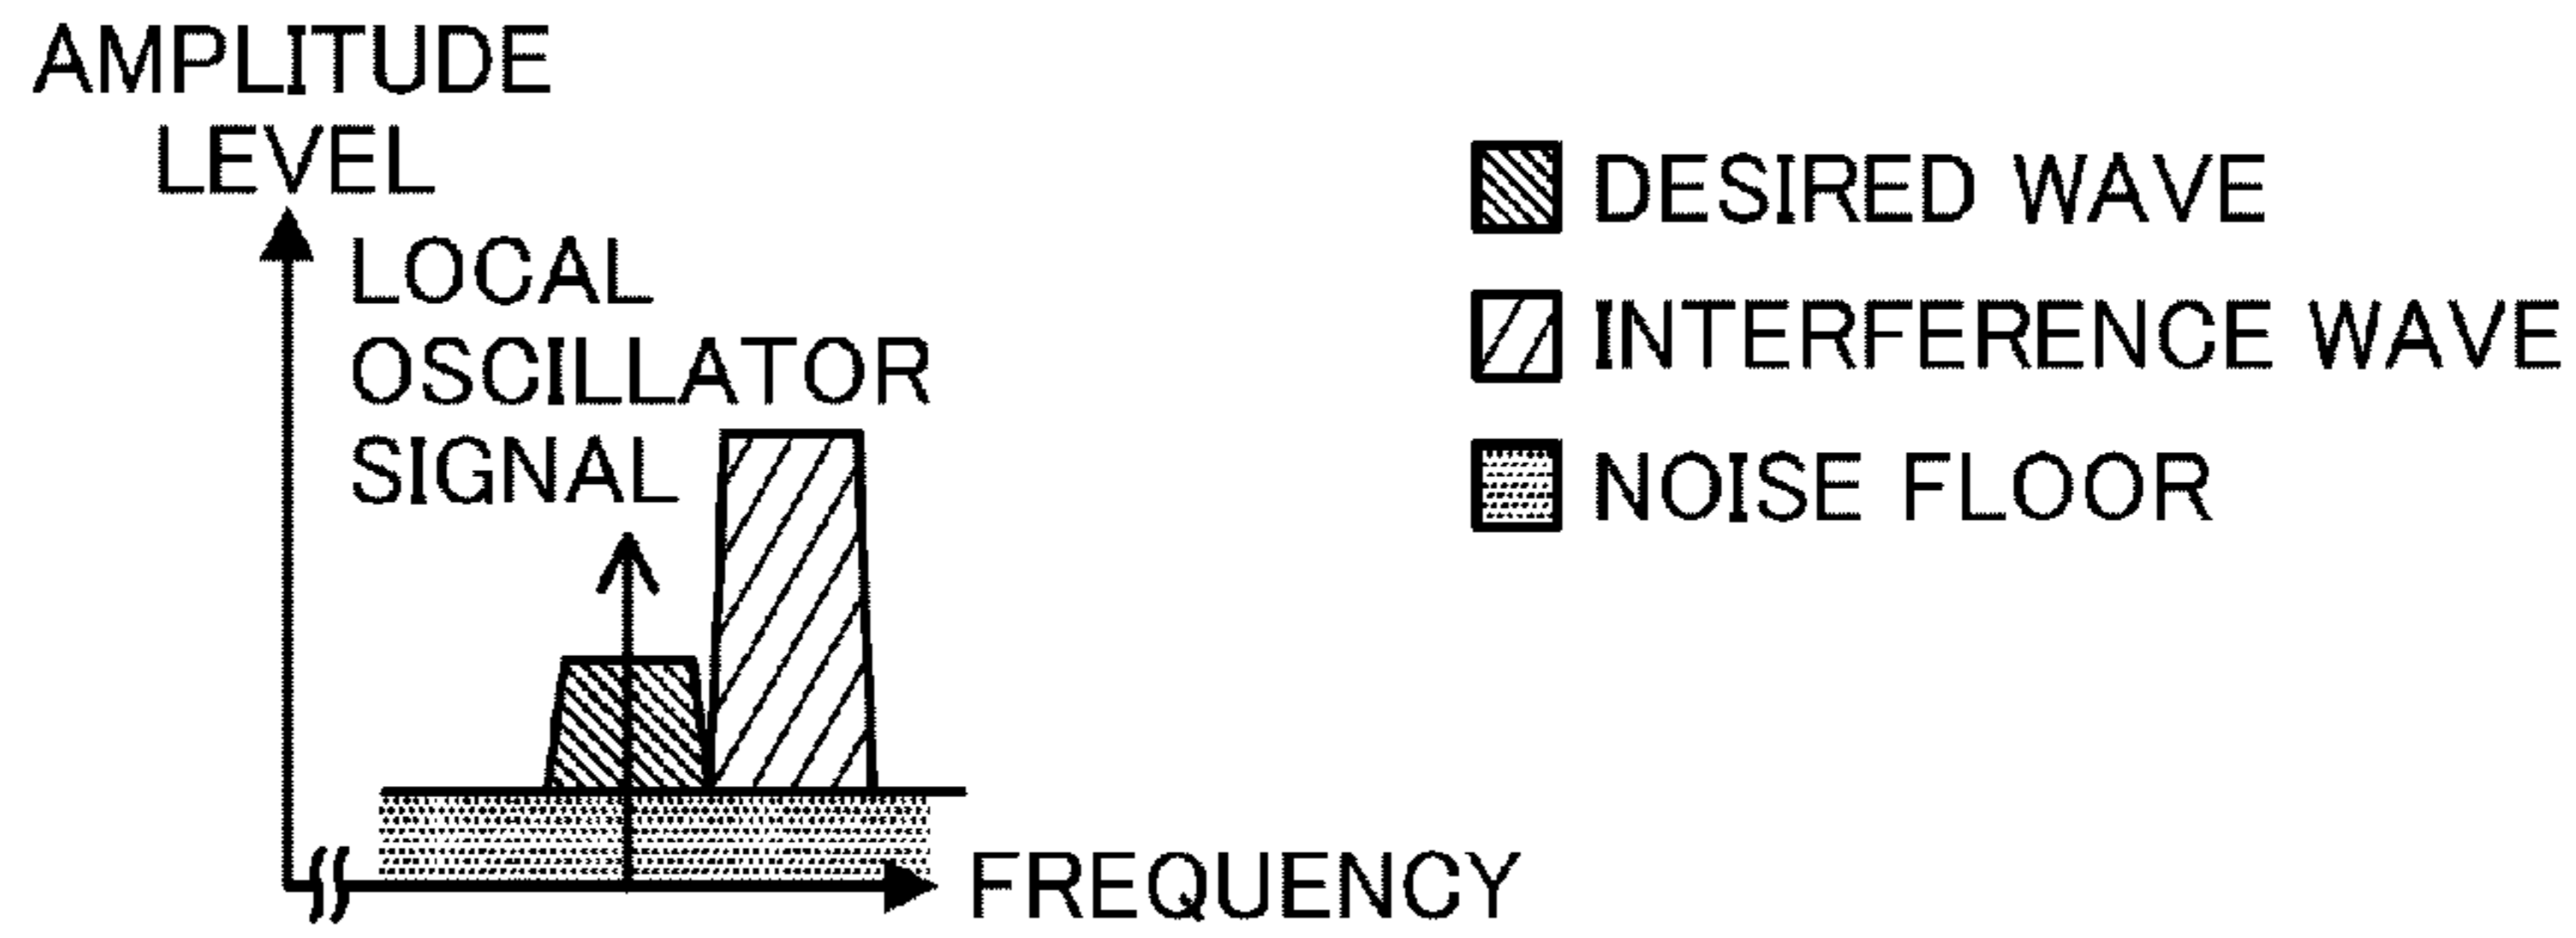 AMPLITUDE
LEVEL
LOCAL
OSCILLATOR
SIGNAL
FREQUENCY
DESIRED WAVE
INTERFERENCE WAVE
NOISE FLOOR